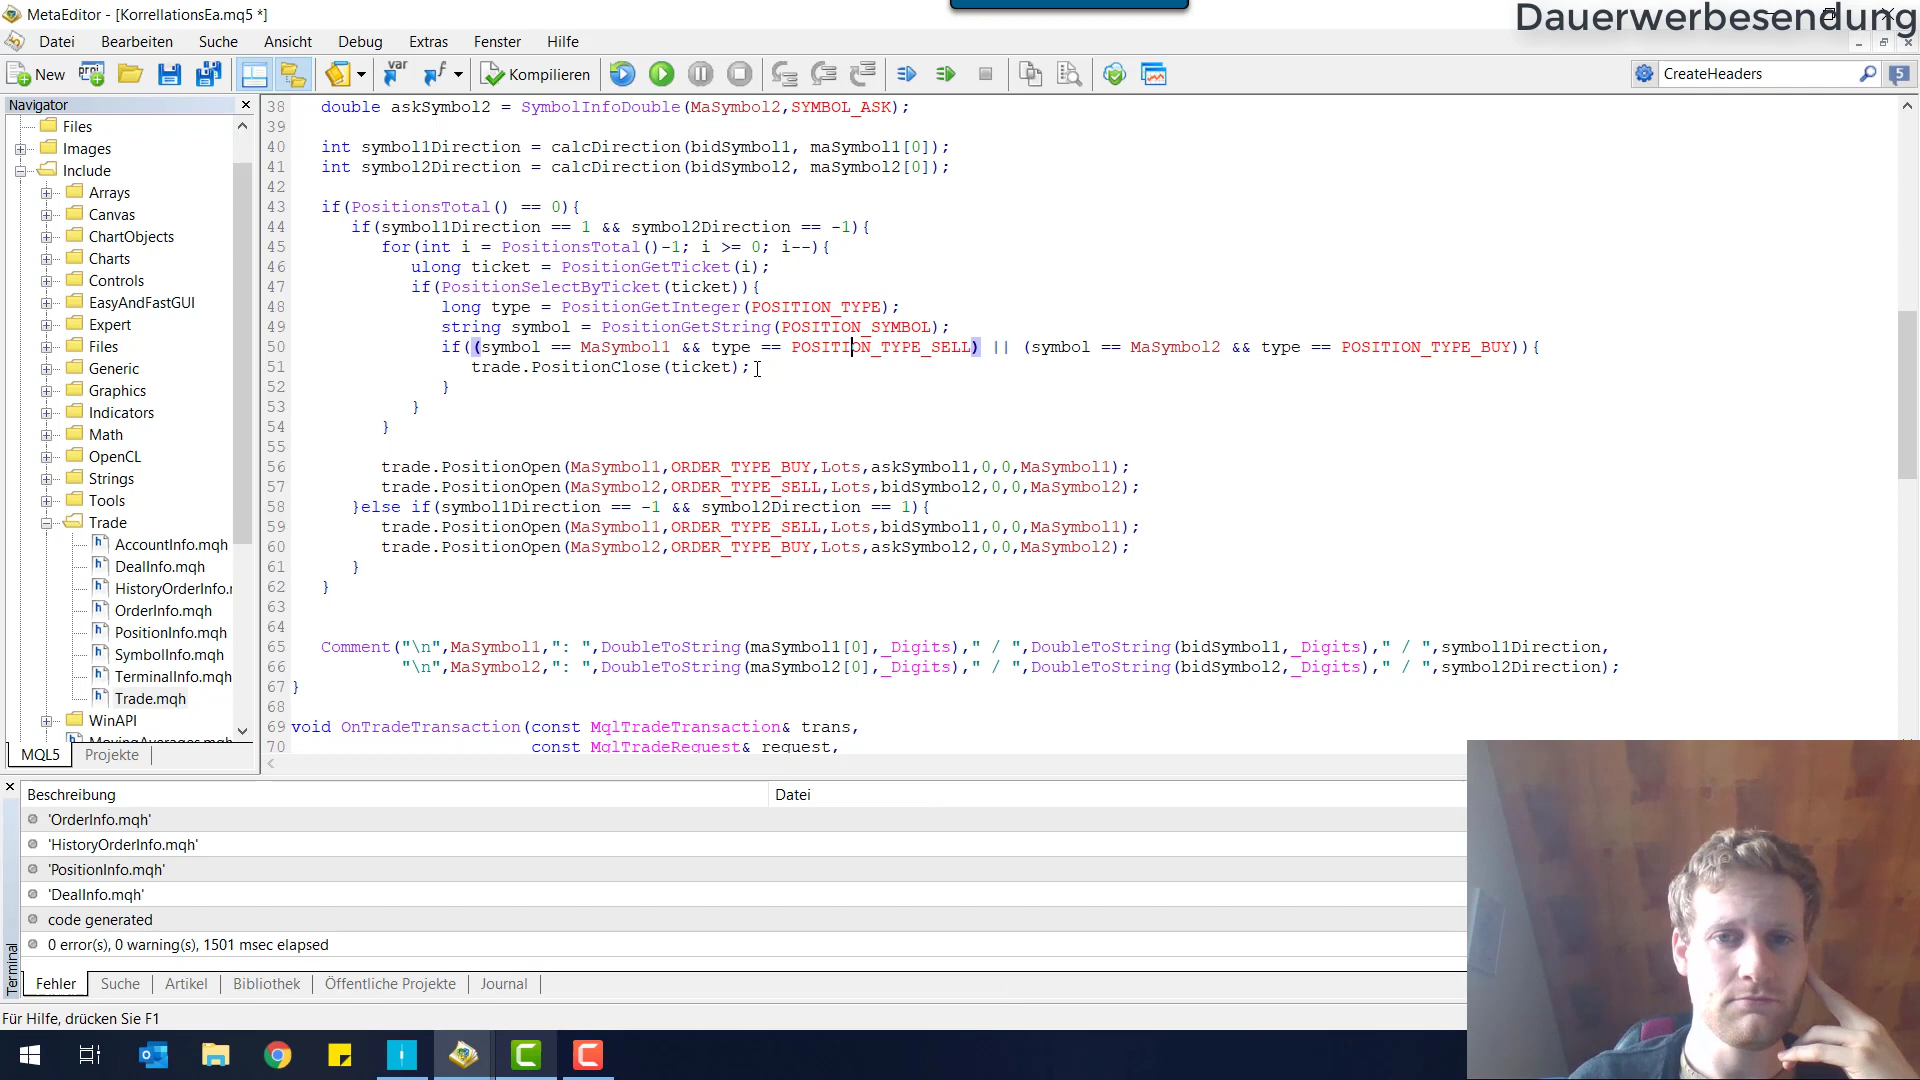 MetaEditor - [KorrellationsEa.mq5 *]
Dauerwerbesendung
Datei Bearbeiten Suche Ansicht Debug Extras Fenster Hilfe
New var Kompilieren CreateHeaders 5
Navigator
Files
Images
Include
Arrays
Canvas
ChartObjects
Charts
Controls
EasyAndFastGUI
Expert
Files
Generic
Graphics
Indicators
Math
OpenCL
Strings
Tools
Trade
AccountInfo.mqh
DealInfo.mqh
HistoryOrderInfo.
OrderInfo.mqh
PositionInfo.mqh
SymbolInfo.mqh
TerminalInfo.mqh
Trade.mqh
WinAPI
MQL5 Projekte
38 double askSymbol2 = SymbolInfoDouble(MaSymbol2,SYMBOL_ASK);
39
40 int symbol1Direction = calcDirection(bidSymbol1, maSymbol1[0]);
41 int symbol2Direction = calcDirection(bidSymbol2, maSymbol2[0]);
42
43 if(PositionsTotal() == 0){
44 if(symbol1Direction == 1 && symbol2Direction == -1){
45 for(int i = PositionsTotal()-1; i >= 0; i--){
46 ulong ticket = PositionGetTicket(i);
47 if(PositionSelectByTicket(ticket)){
48 long type = PositionGetInteger(POSITION_TYPE);
49 string symbol = PositionGetString(POSITION_SYMBOL);
50 if((symbol == MaSymbol1 && type == POSITION_TYPE_SELL) || (symbol == MaSymbol2 && type == POSITION_TYPE_BUY)){
51 trade.PositionClose(ticket);
52 }
53 }
54 }
55
56 trade.PositionOpen(MaSymbol1,ORDER_TYPE_BUY,Lots,askSymbol1,0,0,MaSymbol1);
57 trade.PositionOpen(MaSymbol2,ORDER_TYPE_SELL,Lots,bidSymbol2,0,0,MaSymbol2);
58 }else if(symbol1Direction == -1 && symbol2Direction == 1){
59 trade.PositionOpen(MaSymbol1,ORDER_TYPE_SELL,Lots,bidSymbol1,0,0,MaSymbol1);
60 trade.PositionOpen(MaSymbol2,ORDER_TYPE_BUY,Lots,askSymbol2,0,0,MaSymbol2);
61 }
62 }
63
64
65 Comment("\n",MaSymbol1,": ",DoubleToString(maSymbol1[0],_Digits)," / ",DoubleToString(bidSymbol1,_Digits)," / ",symbol1Direction,
66 "\n",MaSymbol2,": ",DoubleToString(maSymbol2[0],_Digits)," / ",DoubleToString(bidSymbol2,_Digits)," / ",symbol2Direction);
67 }
68
69 void OnTradeTransaction(const MqlTradeTransaction& trans,
70 const MqlTradeRequest& request,
Beschreibung Datei
'OrderInfo.mqh'
'HistoryOrderInfo.mqh'
'PositionInfo.mqh'
'DealInfo.mqh'
code generated
0 error(s), 0 warning(s), 1501 msec elapsed
Terminal
Fehler Suche Artikel Bibliothek Öffentliche Projekte Journal
Für Hilfe, drücken Sie F1